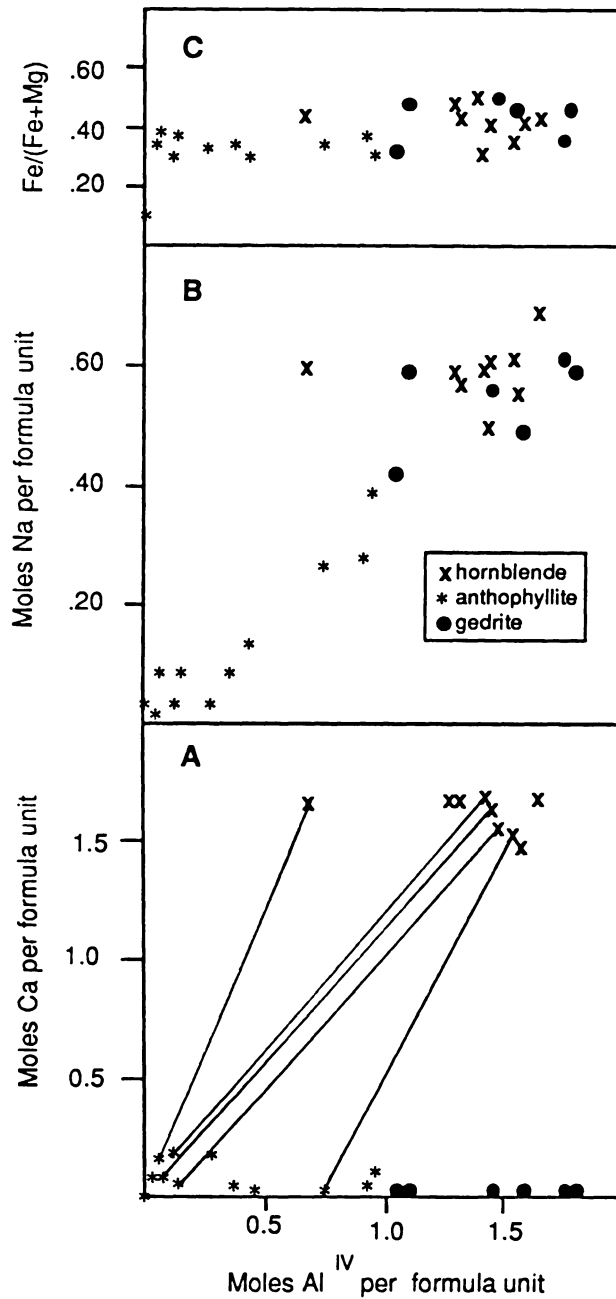 C
Fe/(Fe+Mg)
.60
.40
.20
B
Moles Na per formula unit
.60
.40
.20
x hornblende
* anthophyllite
● gedrite
A
Moles Ca per formula unit
1.5
1.0
0.5
0.5
1.0
1.5
Moles Al IV per formula unit